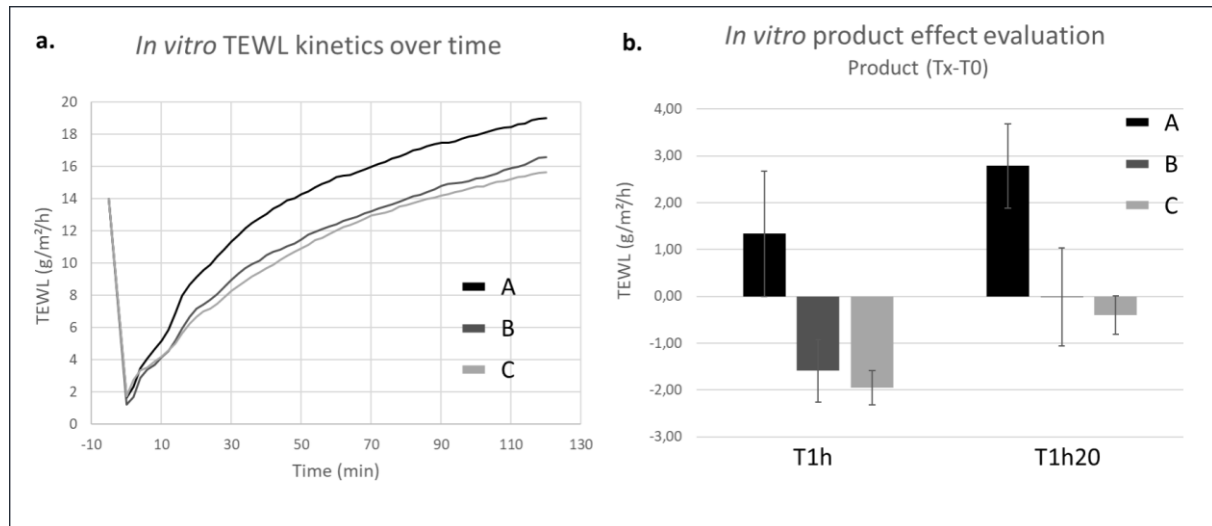 a.
In vitro TEWL kinetics over time
TEWL (g/m²/h)
20
18
16
14
12
10
8
6
4
2
0
-10
10
30
50
70
90
110
130
Time (min)
A
B
C
b.
In vitro product effect evaluation
Product (Tx-T0)
TEWL (g/m²/h)
4,00
3,00
2,00
1,00
0,00
-1,00
-2,00
-3,00
A
B
C
T1h
T1h20